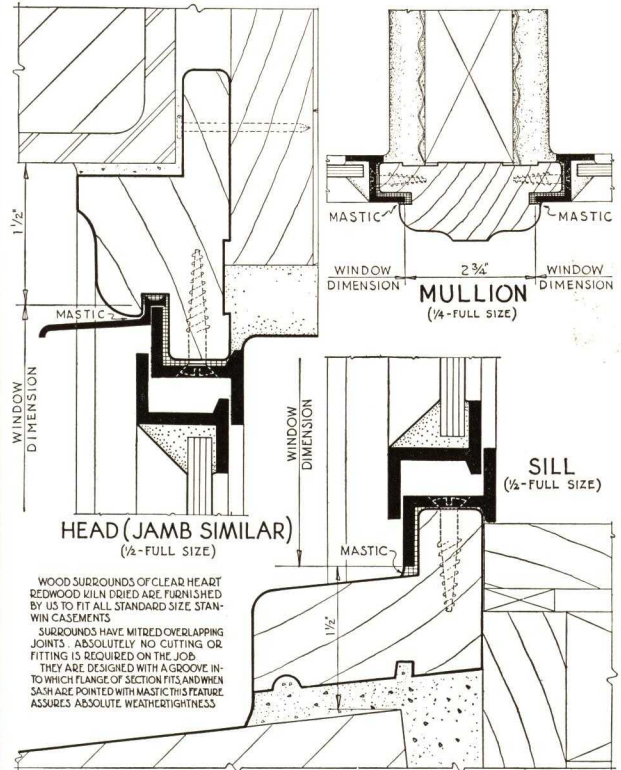 MASTIC
MASTIC
WINDOW DIMENSION
2 3/4"
WINDOW DIMENSION
MULLION
(1/4-FULL SIZE)
1 1/2"
MASTIC
WINDOW DIMENSION
HEAD (JAMB SIMILAR)
(1/2-FULL SIZE)
WINDOW DIMENSION
SILL
(1/2-FULL SIZE)
MASTIC
1 1/2"
WOOD SURROUNDS OF CLEAR HEART
REDWOOD KILN DRIED ARE FURNISHED
BY US TO FIT ALL STANDARD SIZE STAN-
WIN CASEMENTS
SURROUNDS HAVE MITRED OVERLAPPING
JOINTS. ABSOLUTELY NO CUTTING OR
FITTING IS REQUIRED ON THE JOB
THEY ARE DESIGNED WITH A GROOVE IN-
TO WHICH FLANGE OF SECTION FITS, AND WHEN
SASH ARE POINTED WITH MASTIC THIS FEATURE
ASSURES ABSOLUTE WEATHERTIGHTNESS